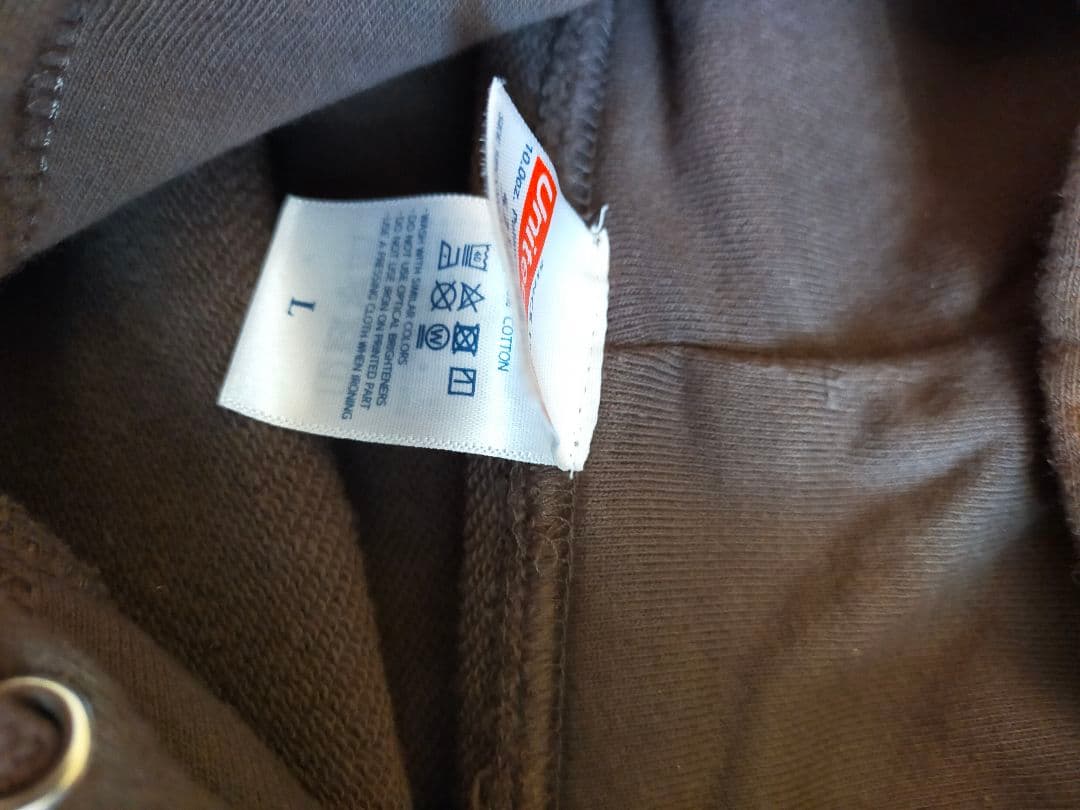 10.0oz.
Unite
COTTON
40
W
-WASH WITH SIMILAR COLORS
-DO NOT USE OPTICAL BRIGHTENERS
-DO NOT USE IRON ON PRINTED PART
-USE A PRESSING CLOTH WHEN IRONING
L